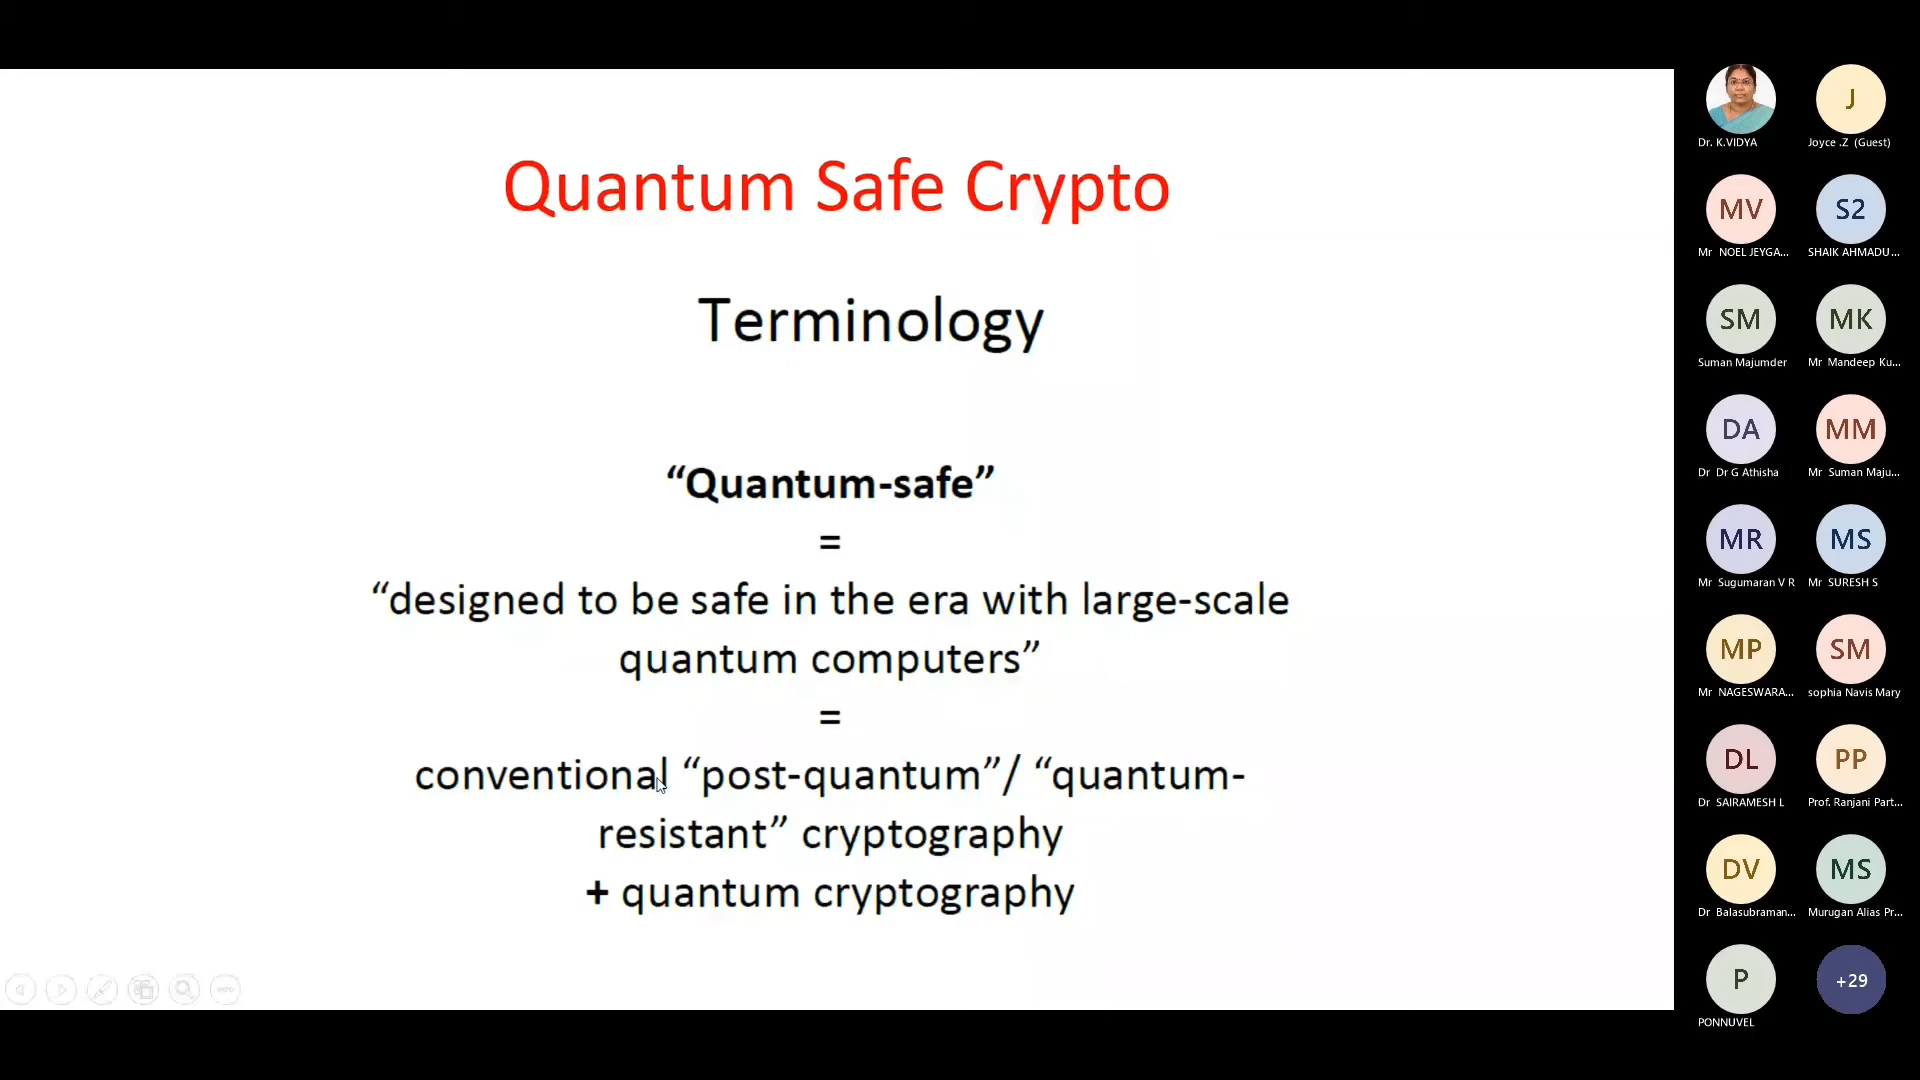 Quantum Safe Crypto
Terminology
“Quantum-safe”
=
“designed to be safe in the era with large-scale
quantum computers”
=
conventional “post-quantum”/ “quantum-
resistant” cryptography
+ quantum cryptography
Dr. K.VIDYA
J
Joyce .Z (Guest)
MV
Mr NOEL JEYGA...
S2
SHAIK AHMADU...
SM
Suman Majumder
MK
Mr Mandeep Ku...
DA
Dr Dr G Athisha
MM
Mr Suman Maju...
MR
Mr Sugumaran V R
MS
Mr SURESH S
MP
Mr NAGESWARA...
SM
sophia Navis Mary
DL
Dr SAIRAMESH L
PP
Prof. Ranjani Part...
DV
Dr Balasubraman...
MS
Murugan Alias Pr...
P
PONNUVEL
+29